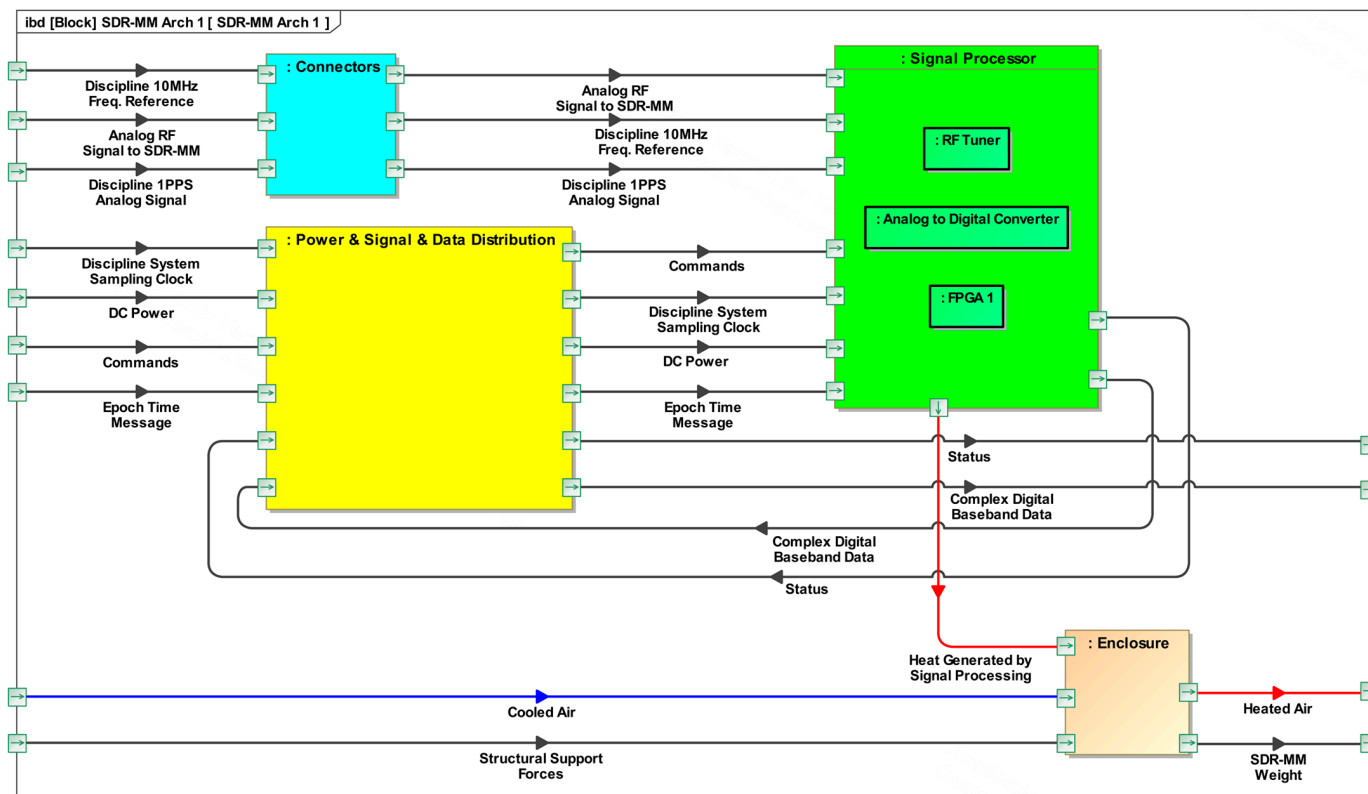 ibd [Block] SDR-MM Arch 1 [ SDR-MM Arch 1 ]
: Connectors
: Signal Processor
Discipline 10MHz
Freq. Reference
Analog RF
Signal to SDR-MM
Analog RF
Signal to SDR-MM
Discipline 10MHz
Freq. Reference
: RF Tuner
Discipline 1PPS
Analog Signal
Discipline 1PPS
Analog Signal
: Analog to Digital Converter
: Power & Signal & Data Distribution
Discipline System
Sampling Clock
Commands
: FPGA 1
DC Power
Discipline System
Sampling Clock
Commands
DC Power
Epoch Time
Message
Epoch Time
Message
Status
Complex Digital
Baseband Data
Complex Digital
Baseband Data
Status
: Enclosure
Heat Generated by
Signal Processing
Cooled Air
Heated Air
Structural Support
Forces
SDR-MM
Weight